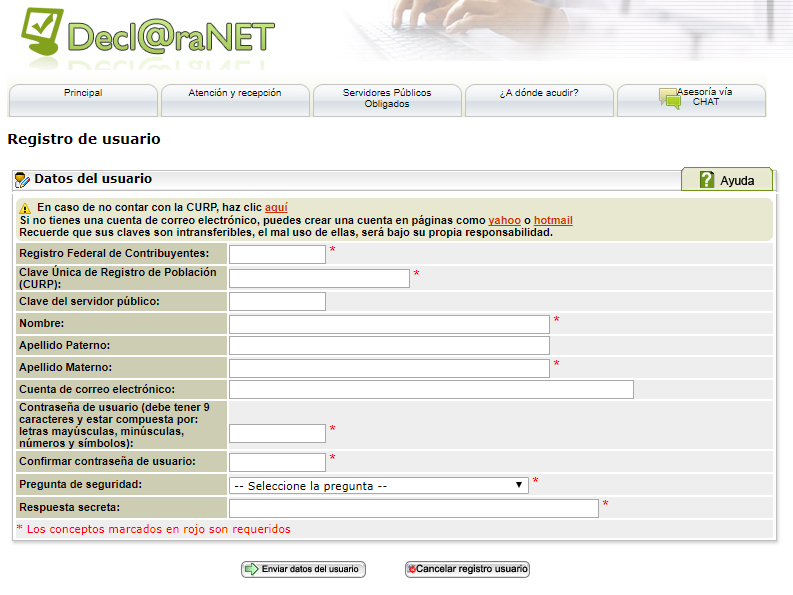 Decl@raNET
Principal
Atención y recepción
Servidores Públicos
Obligados
¿A dónde acudir?
Asesoría vía
CHAT
Registro de usuario
Datos del usuario
Ayuda
En caso de no contar con la CURP, haz clic aquí
Si no tienes una cuenta de correo electrónico, puedes crear una cuenta en páginas como yahoo o hotmail
Recuerde que sus claves son intransferibles, el mal uso de ellas, será bajo su propia responsabilidad.
Registro Federal de Contribuyentes: *
Clave Única de Registro de Población
(CURP): *
Clave del servidor público:
Nombre: *
Apellido Paterno:
Apellido Materno: *
Cuenta de correo electrónico:
Contraseña de usuario (debe tener 9
caracteres y estar compuesta por:
letras mayúsculas, minúsculas,
números y símbolos): *
Confirmar contraseña de usuario: *
Pregunta de seguridad: -- Seleccione la pregunta -- *
Respuesta secreta: *
* Los conceptos marcados en rojo son requeridos
Enviar datos del usuario
Cancelar registro usuario